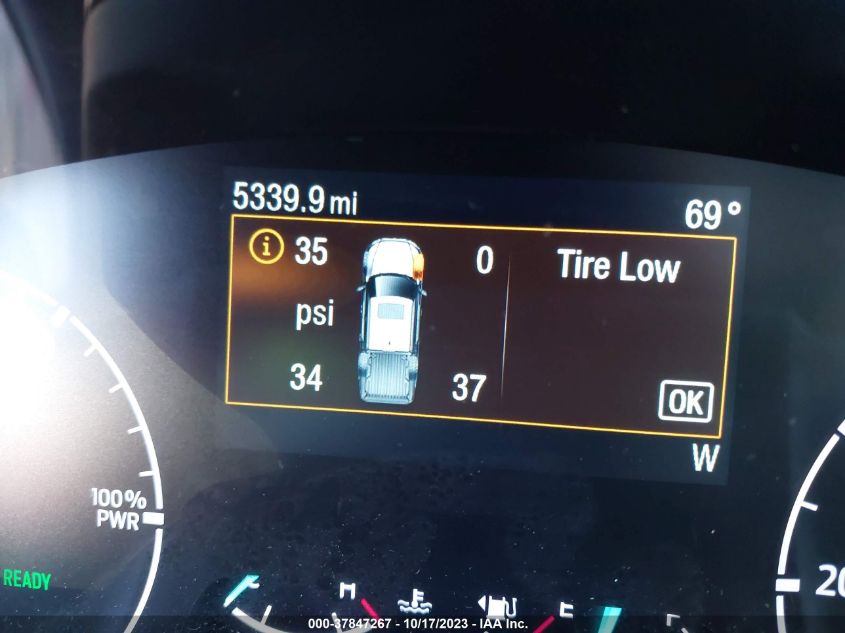 5339.9 mi 69°
35 0 Tire Low
psi
34 37 OK
W
100%
PWR
READY
20
H E F
000-37847267 - 10/17/2023 - IAA Inc.